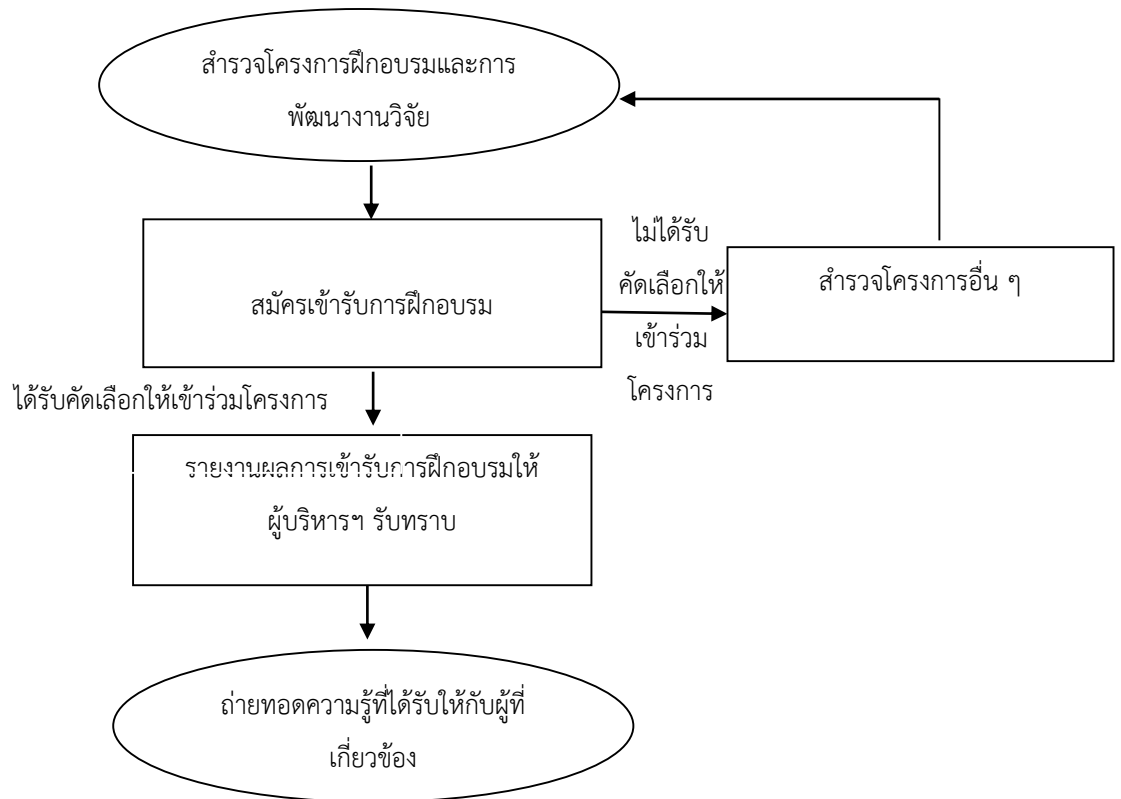 สำรวจโครงการฝึกอบรมและการ
พัฒนางานวิจัย
สมัครเข้ารับการฝึกอบรม
ไม่ได้รับ
คัดเลือกให้
เข้าร่วม
โครงการ
สำรวจโครงการอื่น ๆ
ได้รับคัดเลือกให้เข้าร่วมโครงการ
รายงานผลการเข้ารับการฝึกอบรมให้
ผู้บริหารฯ รับทราบ
ถ่ายทอดความรู้ที่ได้รับให้กับผู้ที่
เกี่ยวข้อง